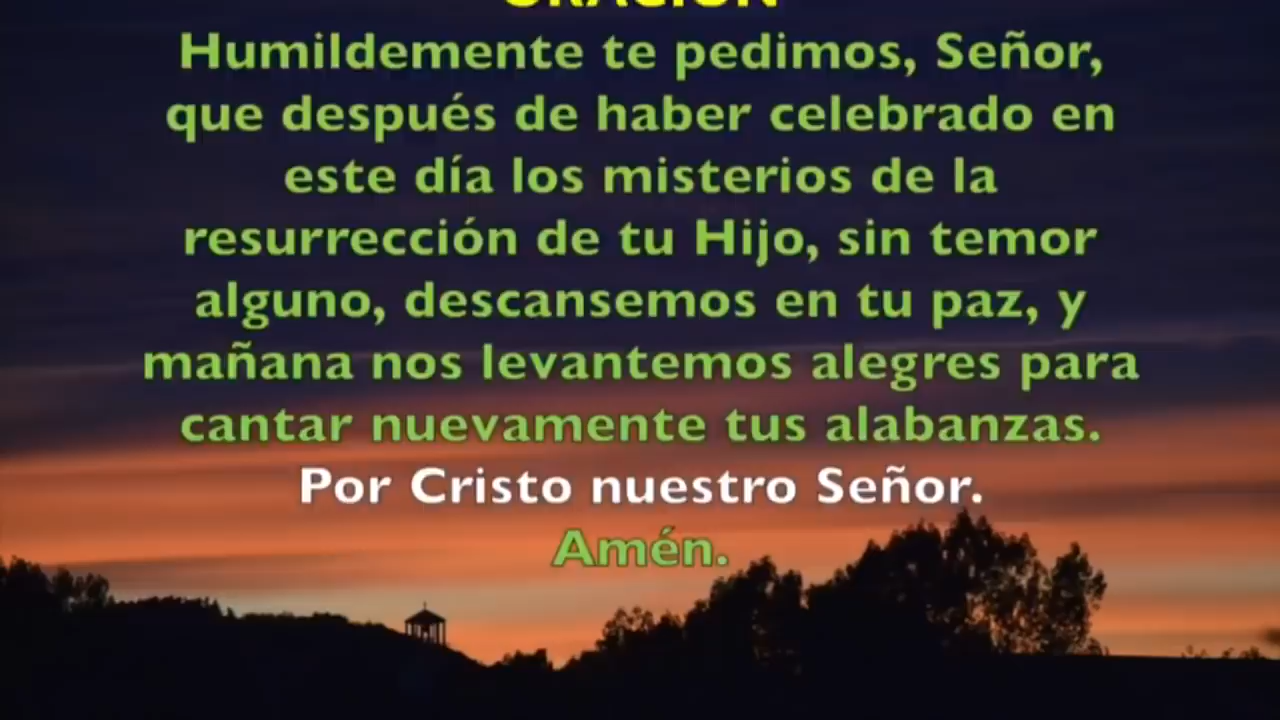 ORACIÓN
Humildemente te pedimos, Señor,
que después de haber celebrado en
este día los misterios de la
resurrección de tu Hijo, sin temor
alguno, descansemos en tu paz, y
mañana nos levantemos alegres para
cantar nuevamente tus alabanzas.
Por Cristo nuestro Señor.
Amén.